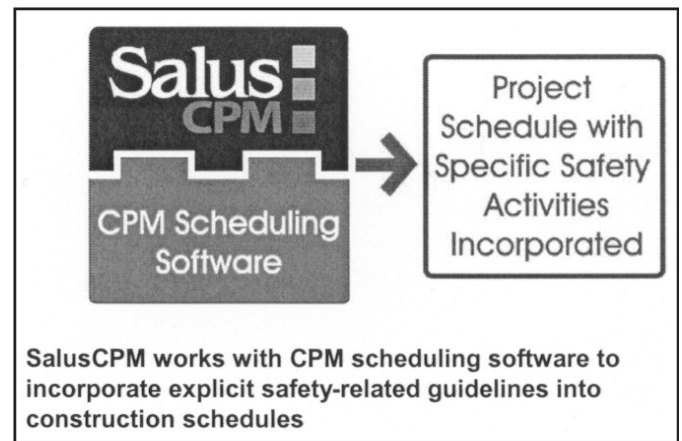 Salus
CPM
CPM Scheduling
Software
Project
Schedule with
Specific Safety
Activities
Incorporated
SalusCPM works with CPM scheduling software to
incorporate explicit safety-related guidelines into
construction schedules